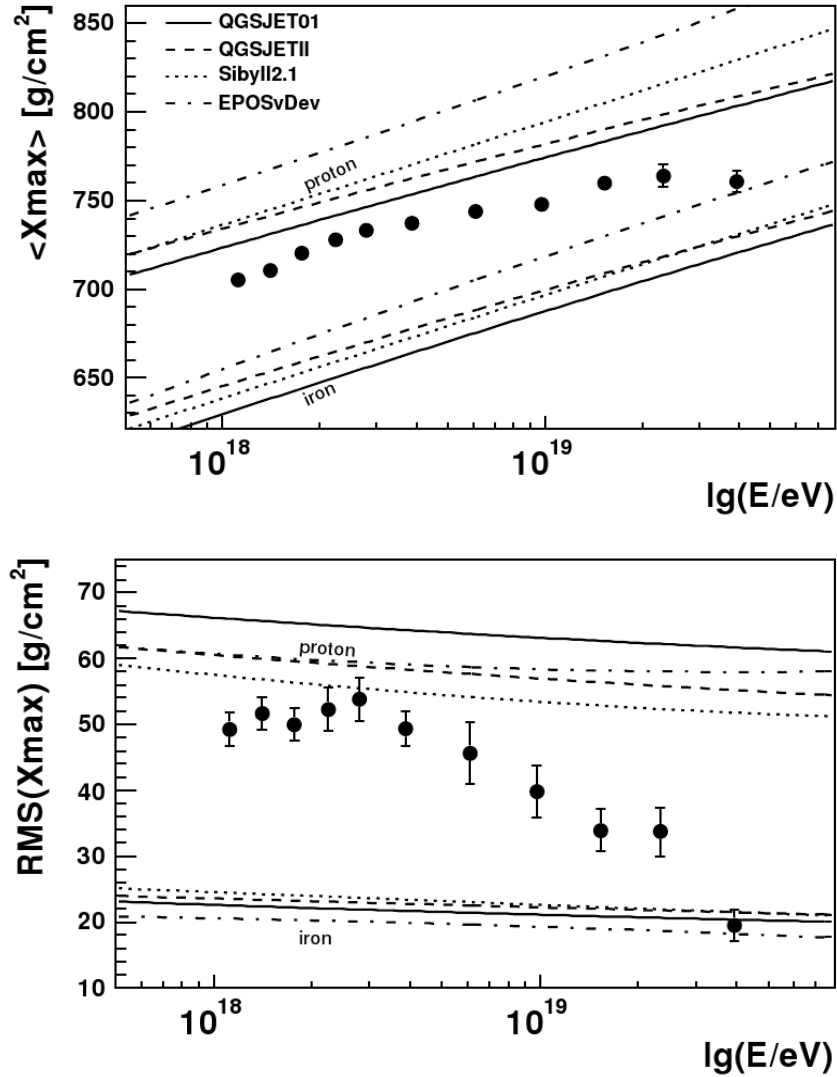 <Xmax> [g/cm²]
850
800
750
700
650
QGSJET01
QGSJETII
Sibyll2.1
EPOSvDev
proton
iron
10¹⁸
10¹⁹
lg(E/eV)
RMS(Xmax) [g/cm²]
70
60
50
40
30
20
10
proton
iron
10¹⁸
10¹⁹
lg(E/eV)